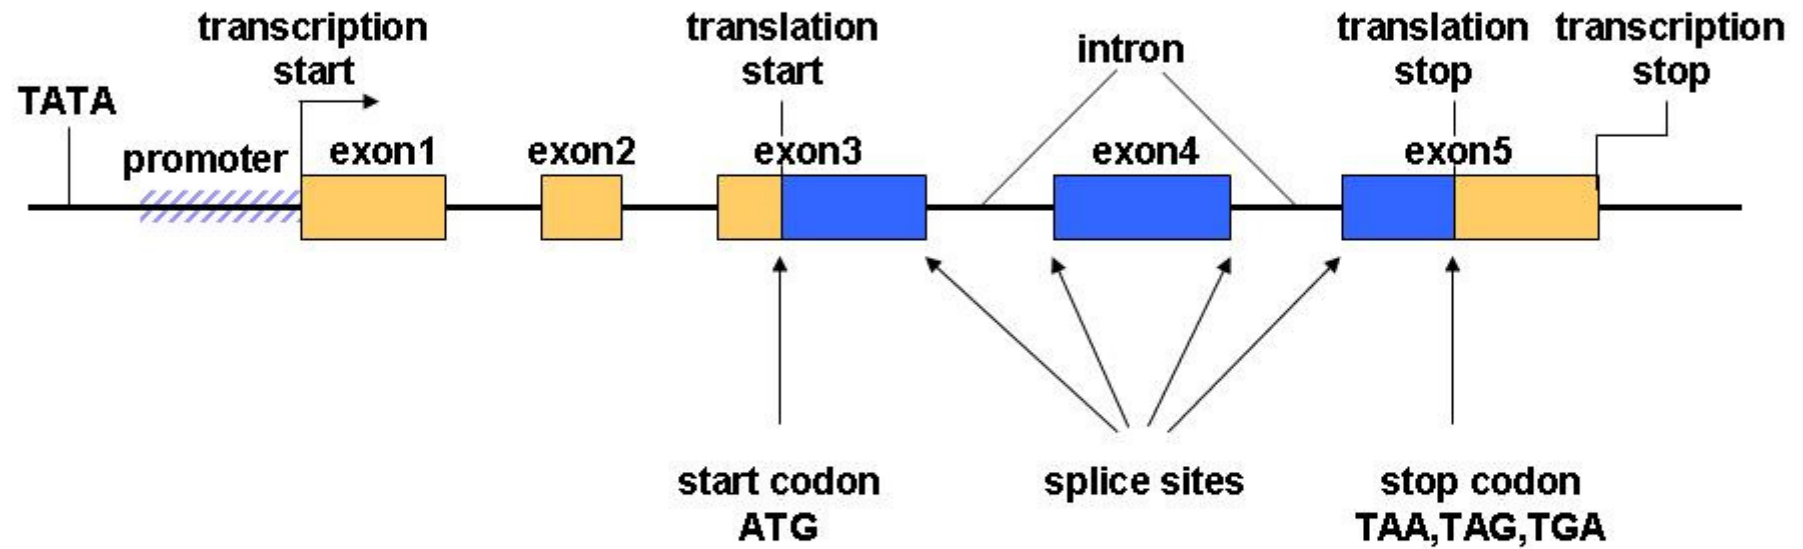 transcription
start
translation
start
intron
translation
stop
transcription
stop
TATA
promoter
exon1
exon2
exon3
exon4
exon5
start codon
ATG
splice sites
stop codon
TAA,TAG,TGA